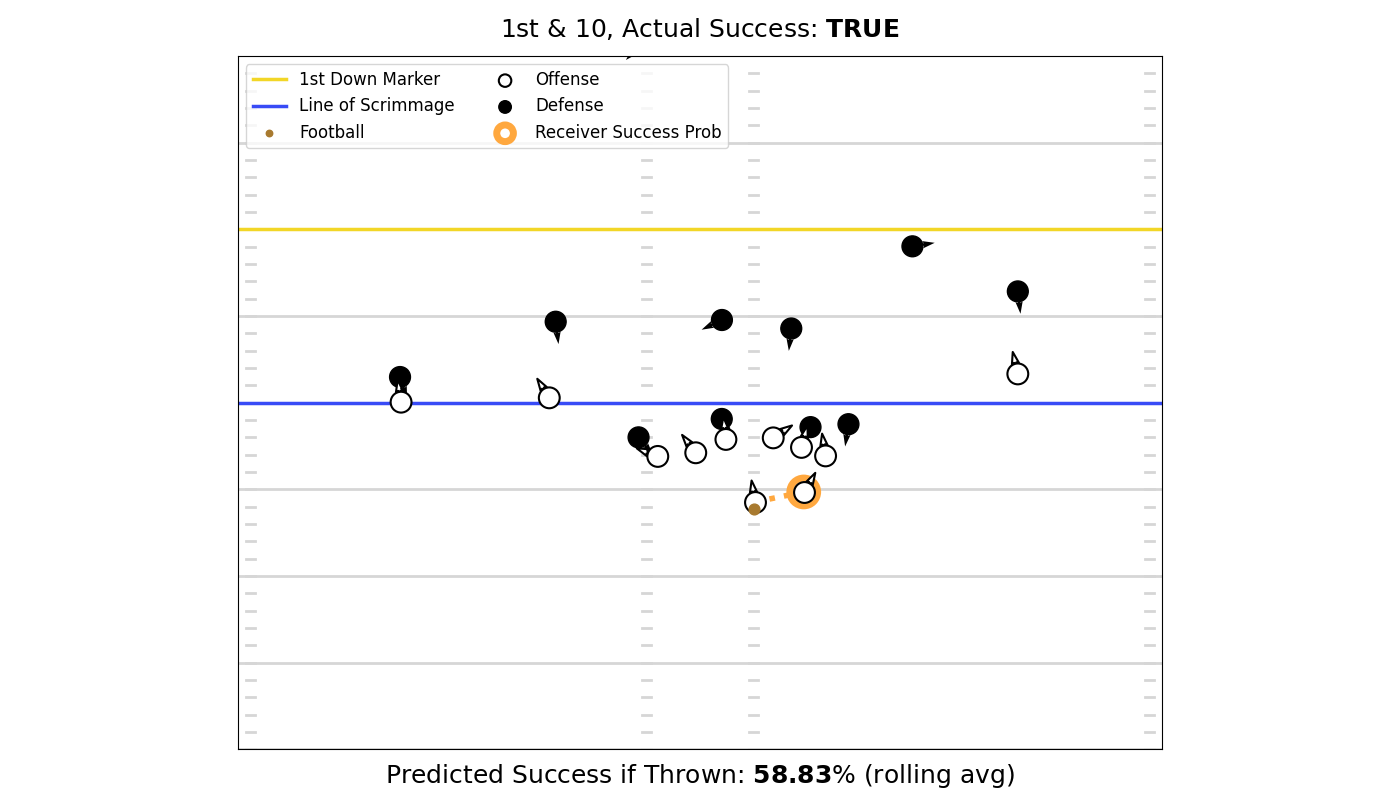 1st & 10, Actual Success: TRUE
1st Down Marker
Line of Scrimmage
Football
Offense
Defense
Receiver Success Prob
Predicted Success if Thrown: 58.83% (rolling avg)